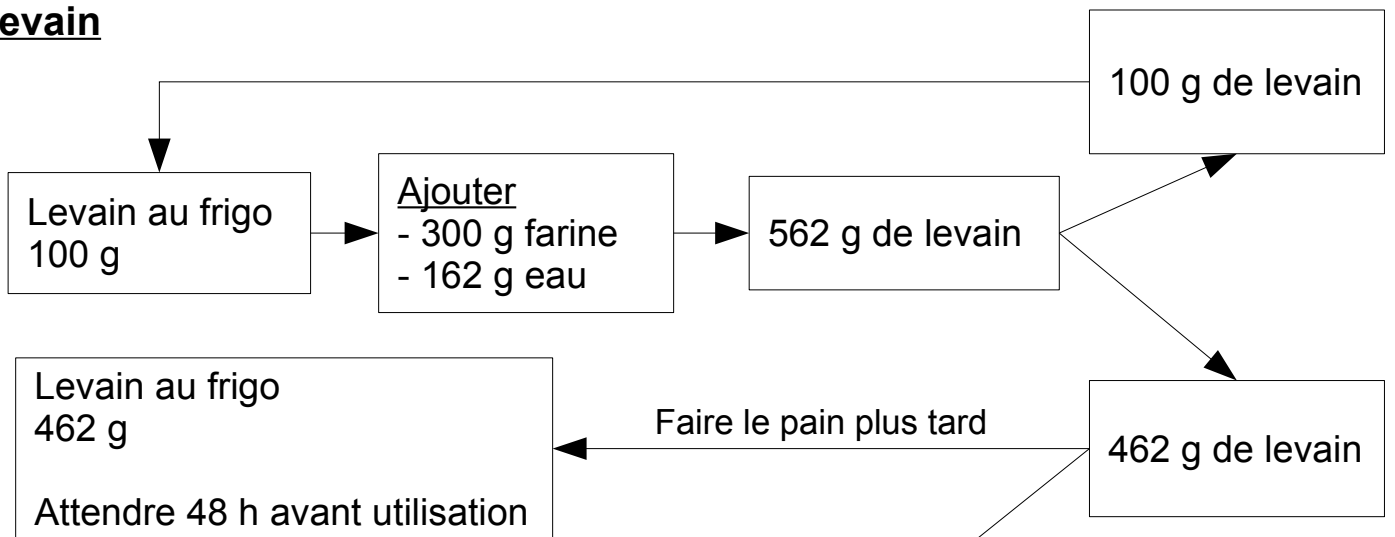 evain
100 g de levain
Levain au frigo
100 g
Ajouter
- 300 g farine
- 162 g eau
562 g de levain
Levain au frigo
462 g
Attendre 48 h avant utilisation
Faire le pain plus tard
462 g de levain